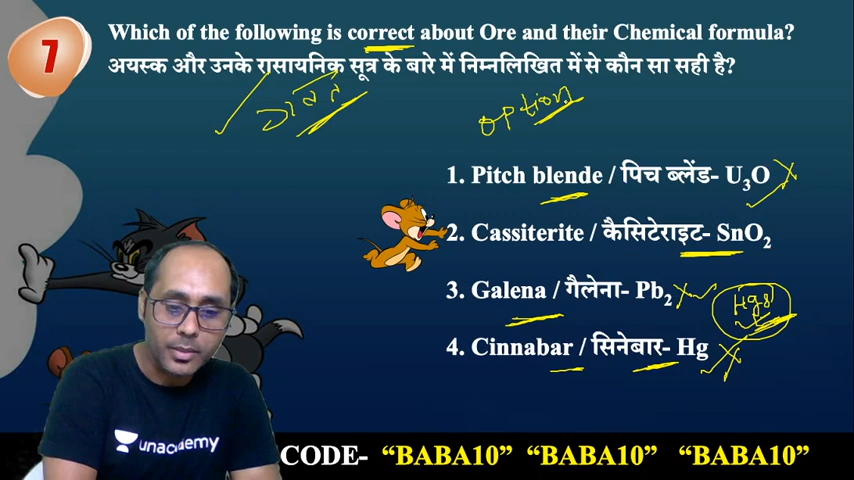 7
Which of the following is correct about Ore and their Chemical formula?
अयस्क और उनके रासायनिक सूत्र के बारे में निम्नलिखित में से कौन सा सही है?
option
1. Pitch blende / पिच ब्लेंड- U₃O
2. Cassiterite / कैसिटेराइट- SnO₂
3. Galena / गैलेना- Pb₂
HgS
4. Cinnabar / सिनेबार- Hg
unacademy
CODE- “BABA10” “BABA10” “BABA10”